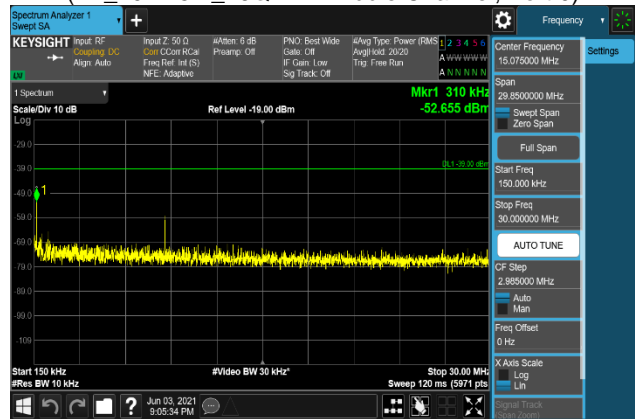 Spectrum Analyzer 1
Swept SA
Frequency
KEYSIGHT
Input: RF
Coupling: DC
Align: Auto
Input Z: 50 Ω
Corr CCorr RCal
Freq Ref: Int (S)
NFE: Adaptive
#Atten: 6 dB
Preamp: Off
PNO: Best Wide
Gate: Off
IF Gain: Low
Sig Track: Off
#Avg Type: Power (RMS
Avg|Hold: 20/20
Trig: Free Run
1 2 3 4 5 6
A W W W W W
A N N N N N
LW
1 Spectrum
Scale/Div 10 dB
Ref Level -19.00 dBm
Mkr1 310 kHz
-52.655 dBm
Log
-29.0
-39.0
DL1 -39.00 dBm
-49.0
1
-59.0
-69.0
-79.0
-89.0
-99.0
-109
Start 150 kHz
#Video BW 30 kHz*
Stop 30.00 MHz
#Res BW 10 kHz
Sweep 120 ms (5971 pts
Center Frequency
15.075000 MHz
Settings
Span
29.8500000 MHz
Swept Span
Zero Span
Full Span
Start Freq
150.000 kHz
Stop Freq
30.000000 MHz
AUTO TUNE
CF Step
2.985000 MHz
Auto
Man
Freq Offset
0 Hz
X Axis Scale
Log
Lin
Signal Track
(Span Zoom)
?
Jun 03, 2021
9:05:34 PM